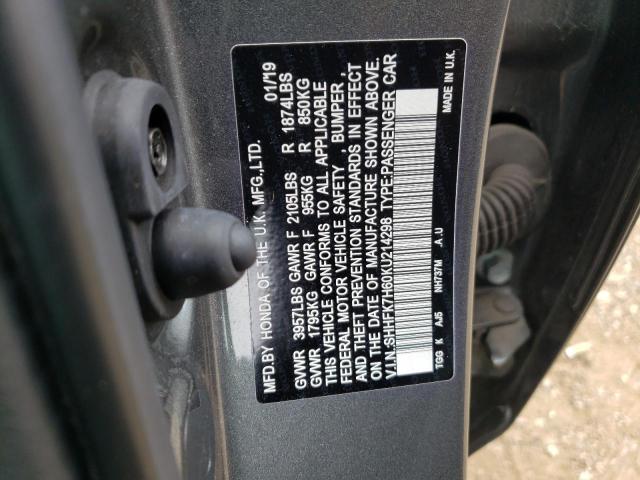 MFD.BY HONDA OF THE U.K. MFG.,LTD. 01/19
GVWR 3957LBS GAWR F 2105LBS R 1874LBS
GVWR 1795KG GAWR F 955KG R 850KG
THIS VEHICLE CONFORMS TO ALL APPLICABLE
FEDERAL MOTOR VEHICLE SAFETY , BUMPER ,
AND THEFT PREVENTION STANDARDS IN EFFECT
ON THE DATE OF MANUFACTURE SHOWN ABOVE.
V.I.N.SHHFK7H60KU214298 TYPE:PASSENGER CAR
TGG K AJ5 NH737M A.U MADE IN U.K.